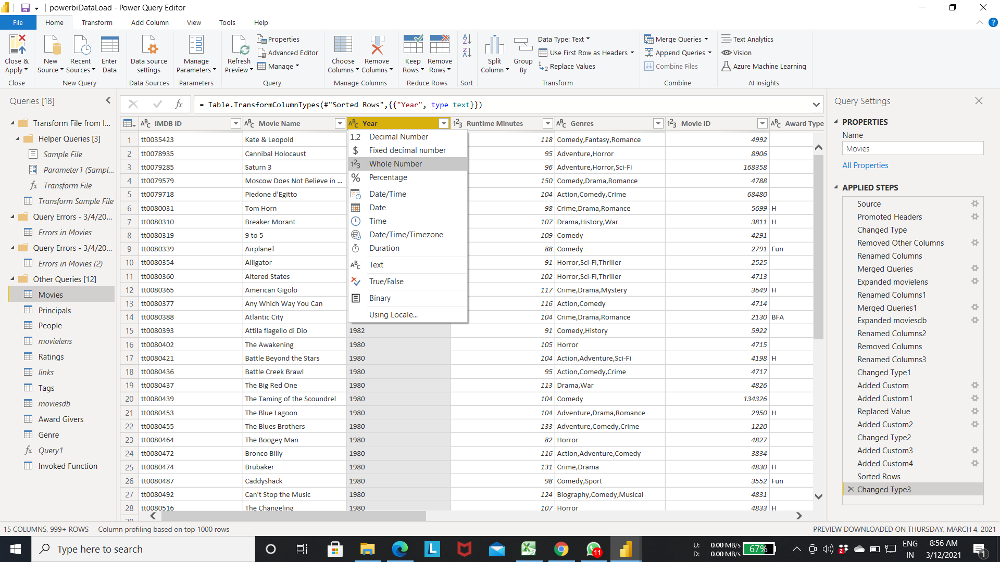 powerbiDataLoad - Power Query Editor
File Home Transform Add Column View Tools Help
Close & Apply
Close
New Source
Recent Sources
Enter Data
New Query
Data source settings
Data Sources
Manage Parameters
Parameters
Refresh Preview
Properties
Advanced Editor
Manage
Query
Choose Columns
Remove Columns
Manage Columns
Keep Rows
Remove Rows
Reduce Rows
Sort
Split Column
Group By
Data Type: Text
Use First Row as Headers
Replace Values
Transform
Merge Queries
Append Queries
Combine Files
Combine
Text Analytics
Vision
Azure Machine Learning
AI Insights
Queries [18]
Transform File from I...
Helper Queries [3]
Sample File
Parameter1 (Sampl...
Transform File
Transform Sample File
Query Errors - 3/4/20...
Errors in Movies
Query Errors - 3/4/20...
Errors in Movies (2)
Other Queries [12]
Movies
Principals
People
movielens
Ratings
links
Tags
moviesdb
Award Givers
Genre
Query1
Invoked Function
= Table.TransformColumnTypes(#"Sorted Rows",{{"Year", type text}})
IMDB ID Movie Name Year Runtime Minutes Genres Movie ID Award Type
1 tt0035423 Kate & Leopold 118 Comedy,Fantasy,Romance 4992
2 tt0078935 Cannibal Holocaust 95 Adventure,Horror 8906
3 tt0079285 Saturn 3 96 Adventure,Horror,Sci-Fi 168358
4 tt0079579 Moscow Does Not Believe in ... 150 Comedy,Drama,Romance 4788
5 tt0079718 Piedone d'Egitto 104 Action,Comedy,Crime 68480
6 tt0080031 Tom Horn 98 Crime,Drama,Romance 5699 H
7 tt0080310 Breaker Morant 107 Drama,History,War 3811 H
8 tt0080319 9 to 5 109 Comedy 4291
9 tt0080339 Airplane! 88 Comedy 2791 Fun
10 tt0080354 Alligator 91 Horror,Sci-Fi,Thriller 2525
11 tt0080360 Altered States 102 Horror,Sci-Fi,Thriller 4713
12 tt0080365 American Gigolo 117 Crime,Drama,Mystery 3649 H
13 tt0080377 Any Which Way You Can 116 Action,Comedy 4714
14 tt0080388 Atlantic City 104 Crime,Drama,Romance 2130 BFA
15 tt0080393 Attila flagello di Dio 1982 91 Comedy,History 5922
16 tt0080402 The Awakening 1980 105 Horror 4715
17 tt0080421 Battle Beyond the Stars 1980 104 Action,Adventure,Sci-Fi 4198 H
18 tt0080436 Battle Creek Brawl 1980 95 Action,Comedy,Crime 4717
19 tt0080437 The Big Red One 1980 113 Drama,War 4826
20 tt0080439 The Taming of the Scoundrel 1980 104 Comedy 134326
21 tt0080453 The Blue Lagoon 1980 104 Adventure,Drama,Romance 2950 H
22 tt0080455 The Blues Brothers 1980 133 Adventure,Comedy,Crime 1220
23 tt0080464 The Boogey Man 1980 82 Horror 4827
24 tt0080472 Bronco Billy 1980 116 Action,Adventure,Comedy 3834
25 tt0080474 Brubaker 1980 131 Crime,Drama 4830 H
26 tt0080487 Caddyshack 1980 98 Comedy,Sport 3552 Fun
27 tt0080492 Can't Stop the Music 1980 124 Biography,Comedy,Musical 4831
28 tt0080516 The Changeling 1980 107 Horror 4833 H
1.2 Decimal Number
$ Fixed decimal number
123 Whole Number
% Percentage
Date/Time
Date
Time
Date/Time/Timezone
Duration
ABC Text
True/False
Binary
Using Locale...
Query Settings
PROPERTIES
Name
Movies
All Properties
APPLIED STEPS
Source
Promoted Headers
Changed Type
Removed Other Columns
Renamed Columns
Merged Queries
Expanded movielens
Renamed Columns1
Merged Queries1
Expanded moviesdb
Renamed Columns2
Removed Columns
Renamed Columns3
Changed Type1
Added Custom
Added Custom1
Replaced Value
Added Custom2
Changed Type2
Added Custom3
Added Custom4
Sorted Rows
Changed Type3
15 COLUMNS, 999+ ROWS Column profiling based on top 1000 rows
PREVIEW DOWNLOADED ON THURSDAY, MARCH 4, 2021
Type here to search
11
U: 0.00 MB/s
D: 0.00 MB/s
67%
2
ENG
IN
8:56 AM
3/12/2021
1